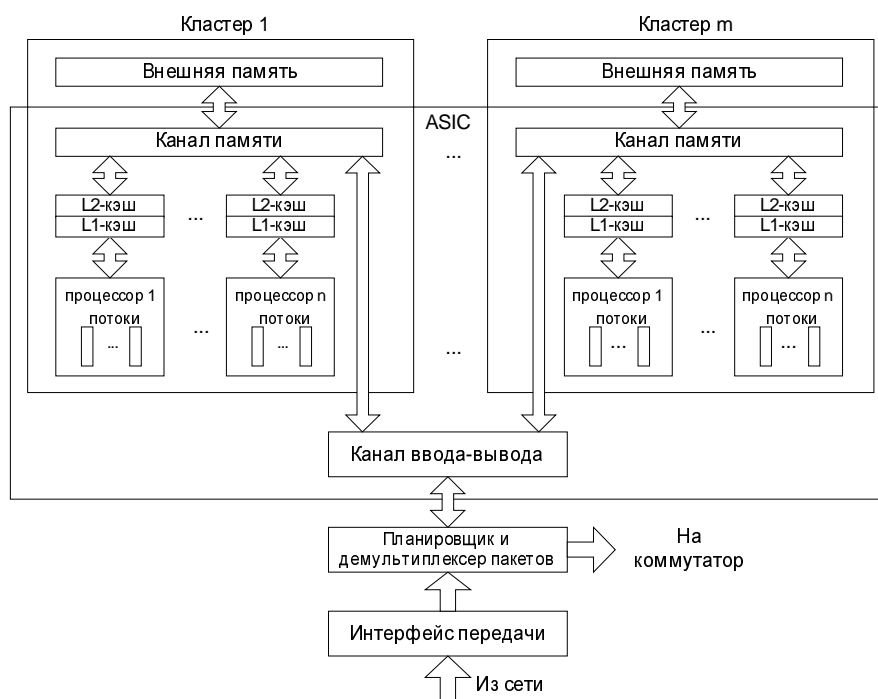 Кластер 1
Кластер m
Внешняя память
Внешняя память
ASIC
Канал памяти
...
Канал памяти
L2-кэш
L1-кэш
...
L2-кэш
L1-кэш
L2-кэш
L1-кэш
...
L2-кэш
L1-кэш
процессор 1
потоки
...
...
процессор n
потоки
...
...
процессор 1
потоки
...
...
процессор n
потоки
...
Канал ввода-вывода
Планировщик и
демультиплексер пакетов
На
коммутатор
Интерфейс передачи
Из сети